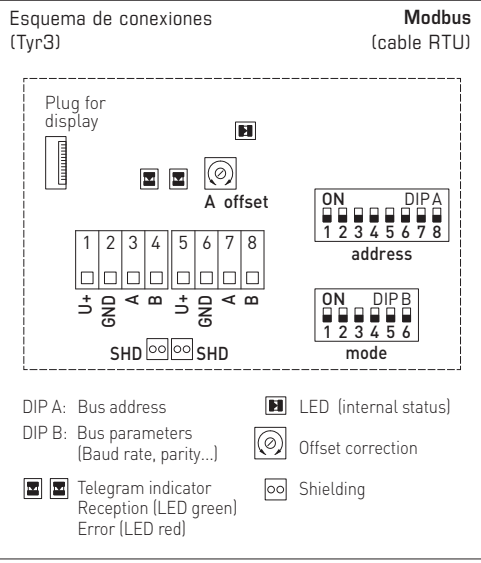 Esquema de conexiones
(Tyr3)
Modbus
(cable RTU)
Plug for
display
A offset
ON DIP A
1 2 3 4 5 6 7 8
address
1 2 3 4 5 6 7 8
U+ GND A B U+ GND A B
ON DIP B
1 2 3 4 5 6
mode
SHD SHD
DIP A: Bus address
DIP B: Bus parameters
(Baud rate, parity...)
Telegram indicator
Reception (LED green)
Error (LED red)
LED (internal status)
Offset correction
Shielding